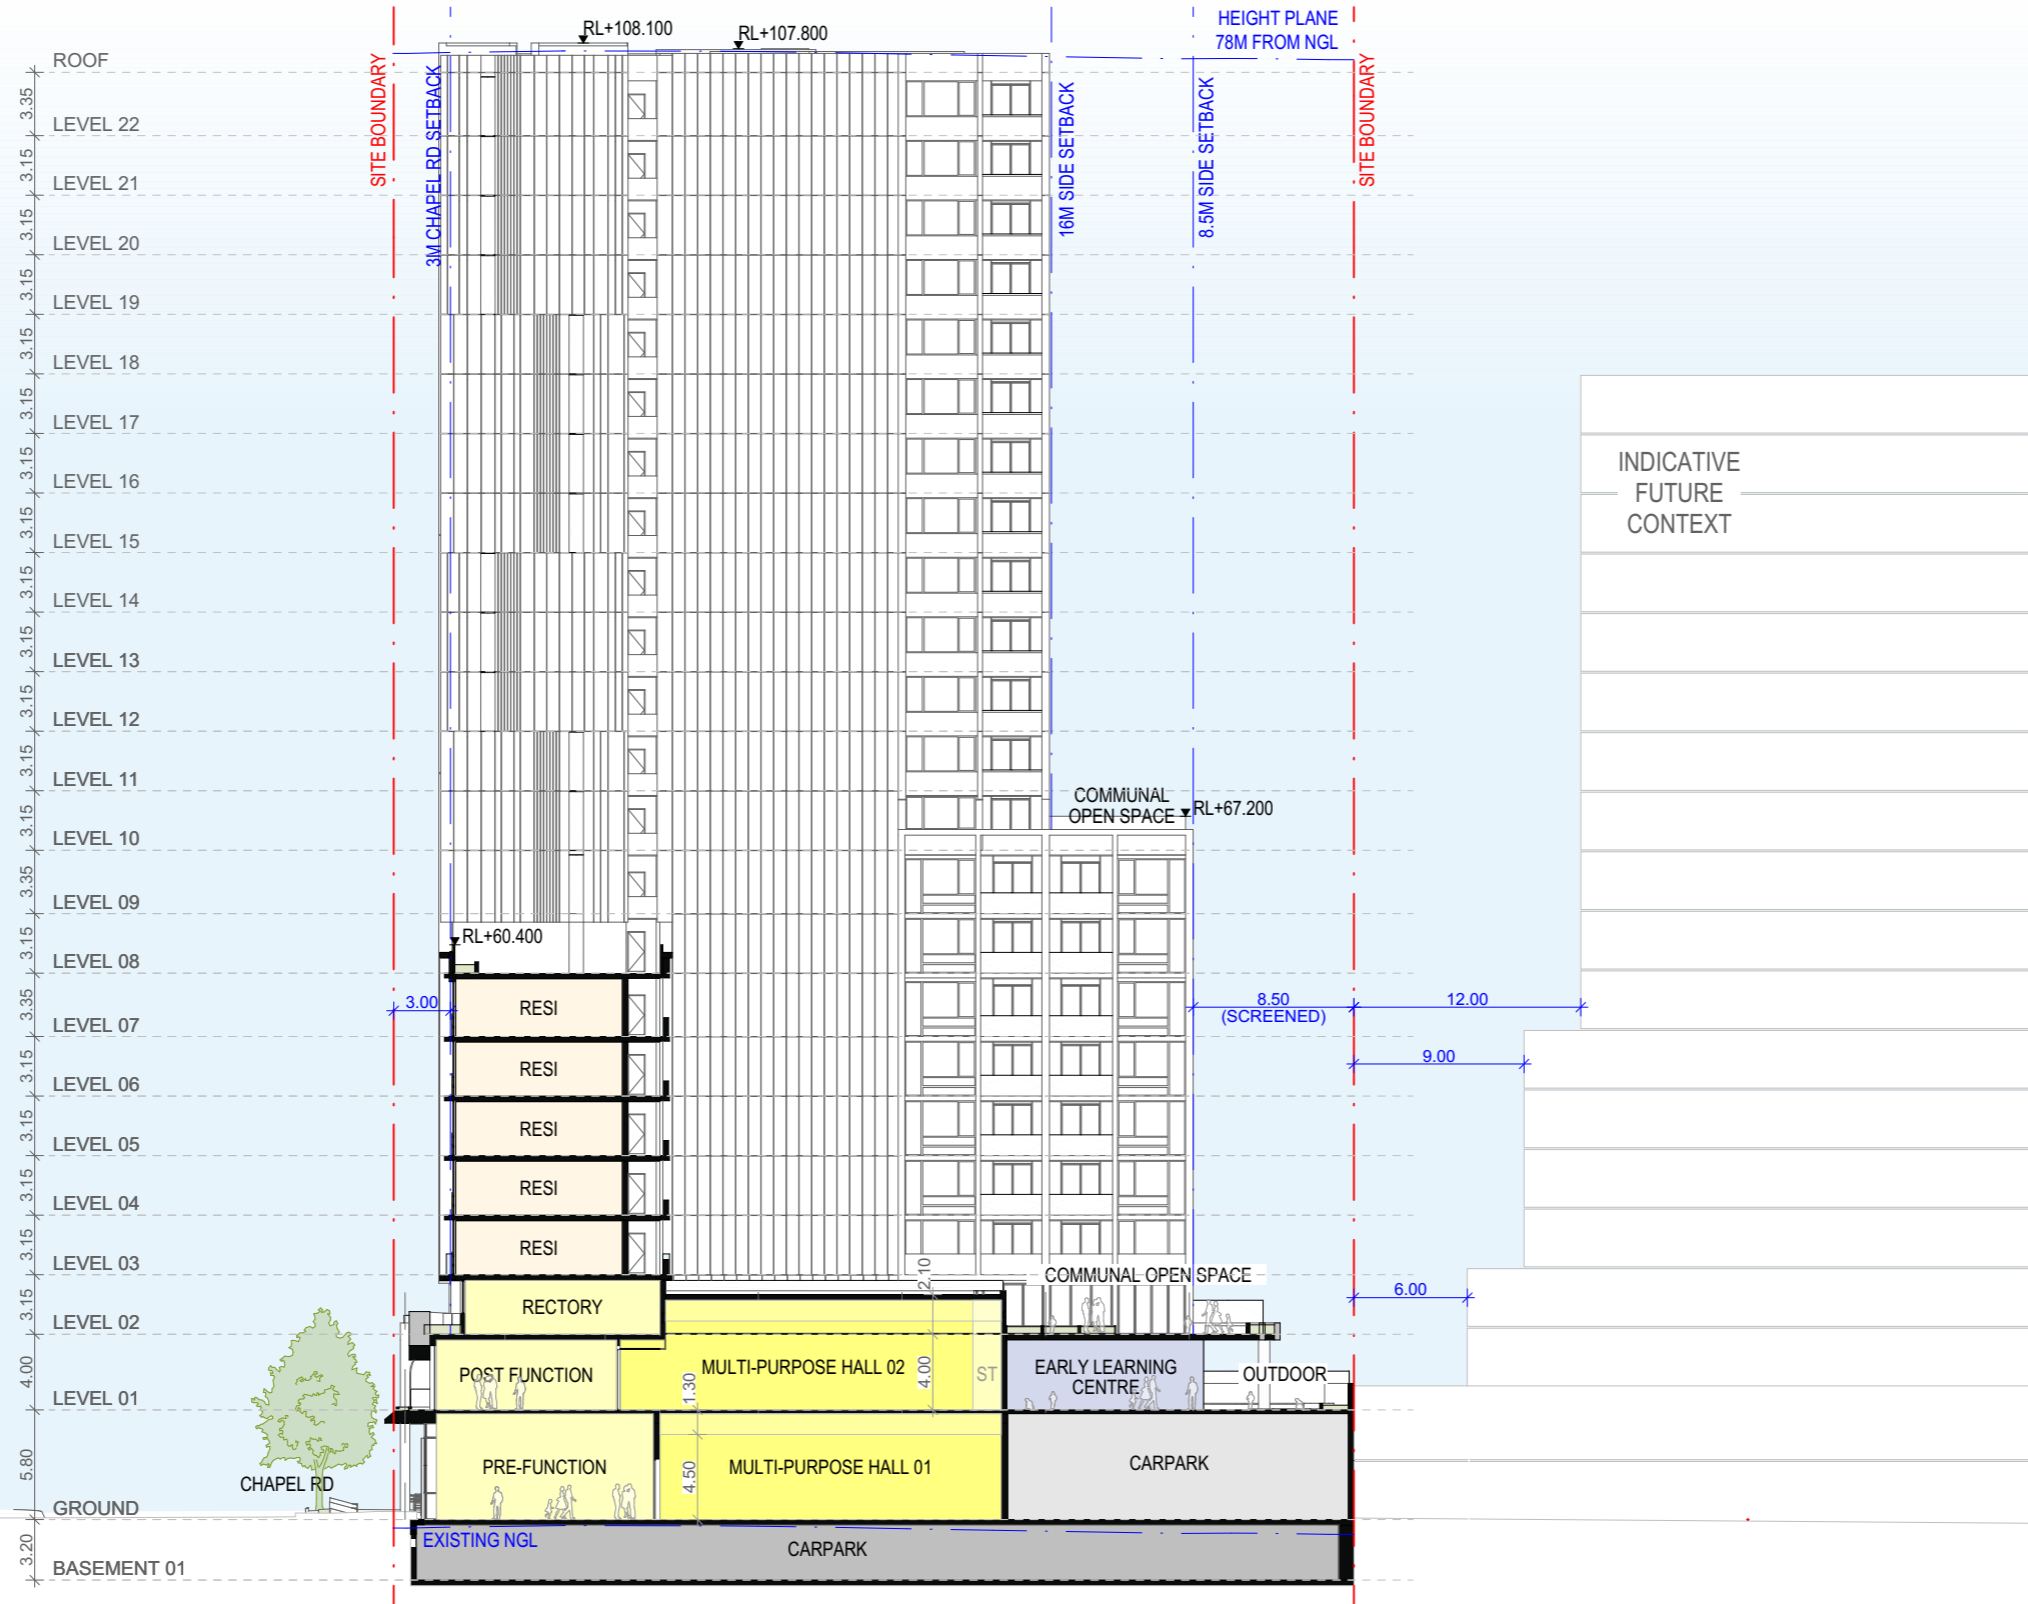 RL+108.100
RL+107.800
HEIGHT PLANE
78M FROM NGL
ROOF
3.35
LEVEL 22
3.15
LEVEL 21
3.15
LEVEL 20
3.15
LEVEL 19
3.15
LEVEL 18
3.15
LEVEL 17
3.15
LEVEL 16
3.15
LEVEL 15
3.15
LEVEL 14
3.15
LEVEL 13
3.15
LEVEL 12
3.15
LEVEL 11
3.15
LEVEL 10
3.35
LEVEL 09
3.15
LEVEL 08
3.35
LEVEL 07
3.15
LEVEL 06
3.15
LEVEL 05
3.15
LEVEL 04
3.15
LEVEL 03
3.15
LEVEL 02
4.00
LEVEL 01
5.80
GROUND
3.20
BASEMENT 01
SITE BOUNDARY
3M CHAPEL RD SETBACK
16M SIDE SETBACK
8.5M SIDE SETBACK
SITE BOUNDARY
INDICATIVE
FUTURE
CONTEXT
COMMUNAL
OPEN SPACE
RL+67.200
RL+60.400
3.00
RESI
RESI
RESI
RESI
RESI
8.50
(SCREENED)
12.00
9.00
6.00
2.10
COMMUNAL OPEN SPACE
RECTORY
POST FUNCTION
MULTI-PURPOSE HALL 02
4.00
ST
EARLY LEARNING
CENTRE
OUTDOOR
1.30
PRE-FUNCTION
4.50
MULTI-PURPOSE HALL 01
CARPARK
CHAPEL RD
EXISTING NGL
CARPARK